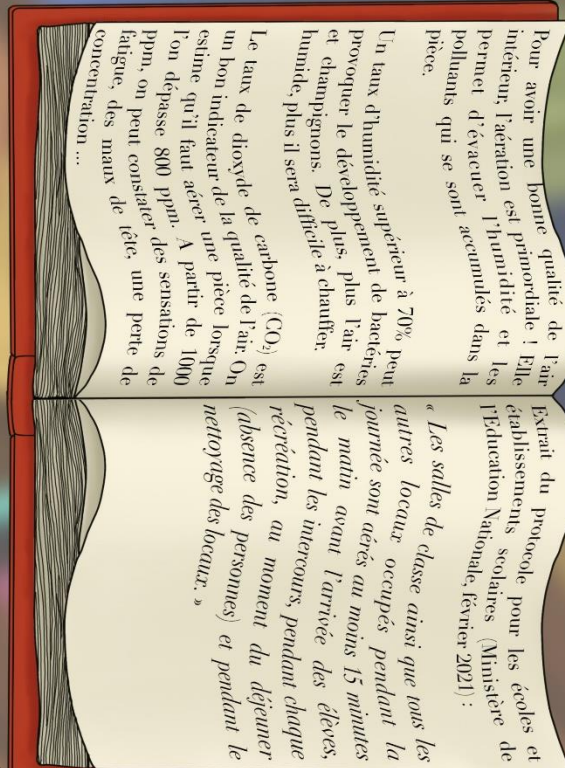 Pour avoir une bonne qualité de l'air
intérieur, l'aération est primordiale ! Elle
permet d'évacuer l'humidité et les
polluants qui se sont accumulés dans la
pièce.
Un taux d'humidité supérieur à 70% peut
provoquer le développement de bactéries
et champignons. De plus, plus l'air est
humide, plus il sera difficile à chauffer.
Le taux de dioxyde de carbone (CO₂) est
un bon indicateur de la qualité de l'air. On
estime qu'il faut aérer une pièce lorsque
l'on dépasse 800 ppm. A partir de 1000
ppm, on peut constater des sensations de
fatigue, des maux de tête, une perte de
concentration ...
Extrait du protocole pour les écoles et
établissements scolaires (Ministère de
l'Education Nationale, février 2021) :
« Les salles de classe ainsi que tous les
autres locaux occupés pendant la
journée sont aérés au moins 15 minutes
le matin avant l'arrivée des élèves,
pendant les intercours, pendant chaque
récréation, au moment du déjeuner
(absence des personnes) et pendant le
nettoyage des locaux. »